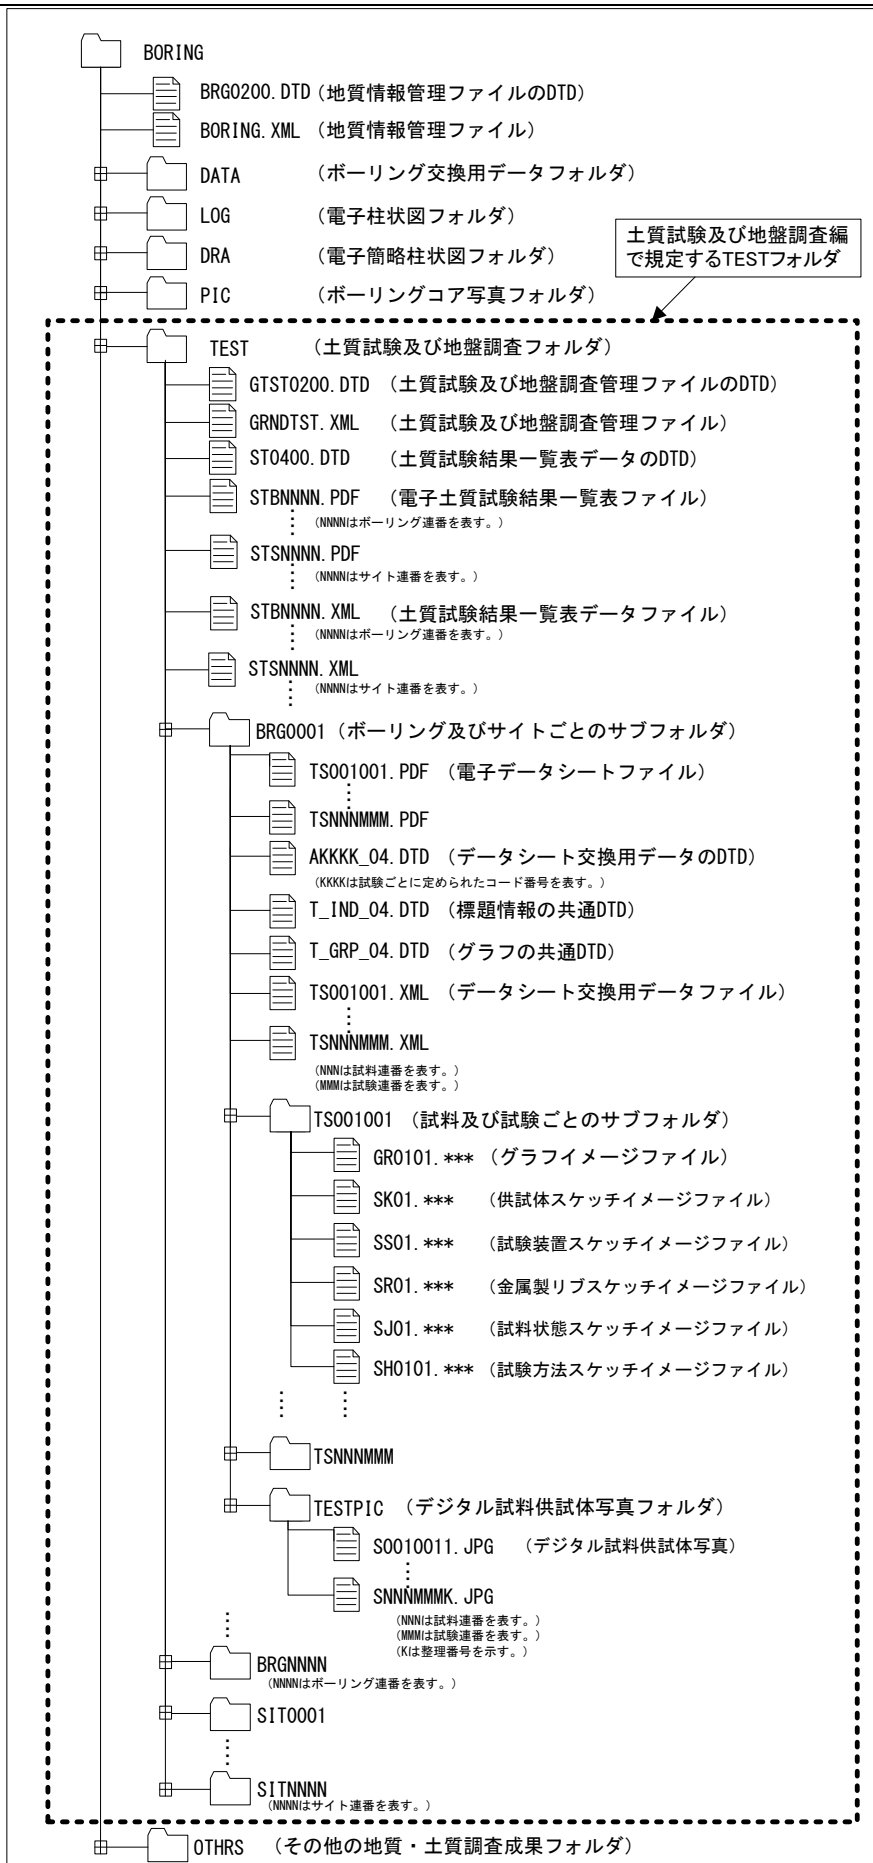 BORING
BRG0200.DTD（地質情報管理ファイルのDTD）
BORING.XML（地質情報管理ファイル）
DATA （ボーリング交換用データフォルダ）
LOG （電子柱状図フォルダ）
土質試験及び地盤調査編
で規定するTESTフォルダ
DRA （電子簡略柱状図フォルダ）
PIC （ボーリングコア写真フォルダ）
TEST （土質試験及び地盤調査フォルダ）
GTST0200.DTD （土質試験及び地盤調査管理ファイルのDTD）
GRNDTST.XML （土質試験及び地盤調査管理ファイル）
ST0400.DTD （土質試験結果一覧表データのDTD）
STBNNNN.PDF （電子土質試験結果一覧表ファイル）
（NNNNはボーリング連番を表す。）
STSNNNN.PDF
（NNNNはサイト連番を表す。）
STBNNNN.XML （土質試験結果一覧表データファイル）
（NNNNはボーリング連番を表す。）
STSNNNN.XML
（NNNNはサイト連番を表す。）
BRG0001（ボーリング及びサイトごとのサブフォルダ）
TS001001.PDF （電子データシートファイル）
TSNNNMMM.PDF
AKKKK_04.DTD （データシート交換用データのDTD）
（KKKKは試験ごとに定められたコード番号を表す。）
T_IND_04.DTD （標題情報の共通DTD）
T_GRP_04.DTD （グラフの共通DTD）
TS001001.XML （データシート交換用データファイル）
TSNNNMMM.XML
（NNNは試料連番を表す。）
（MMMは試験連番を表す。）
TS001001 （試料及び試験ごとのサブフォルダ）
GR0101.*** （グラフイメージファイル）
SK01.*** （供試体スケッチイメージファイル）
SS01.*** （試験装置スケッチイメージファイル）
SR01.*** （金属製リブスケッチイメージファイル）
SJ01.*** （試料状態スケッチイメージファイル）
SH0101.*** （試験方法スケッチイメージファイル）
TSNNNMMM
TESTPIC （デジタル試料供試体写真フォルダ）
S0010011.JPG （デジタル試料供試体写真）
SNNNMMMK.JPG
（NNNは試料連番を表す。）
（MMMは試験連番を表す。）
（Kは整理番号を示す。）
BRGNNNN
（NNNNはボーリング連番を表す。）
SIT0001
SITNNNN
（NNNNはサイト連番を表す。）
OTHRS （その他の地質・土質調査成果フォルダ）